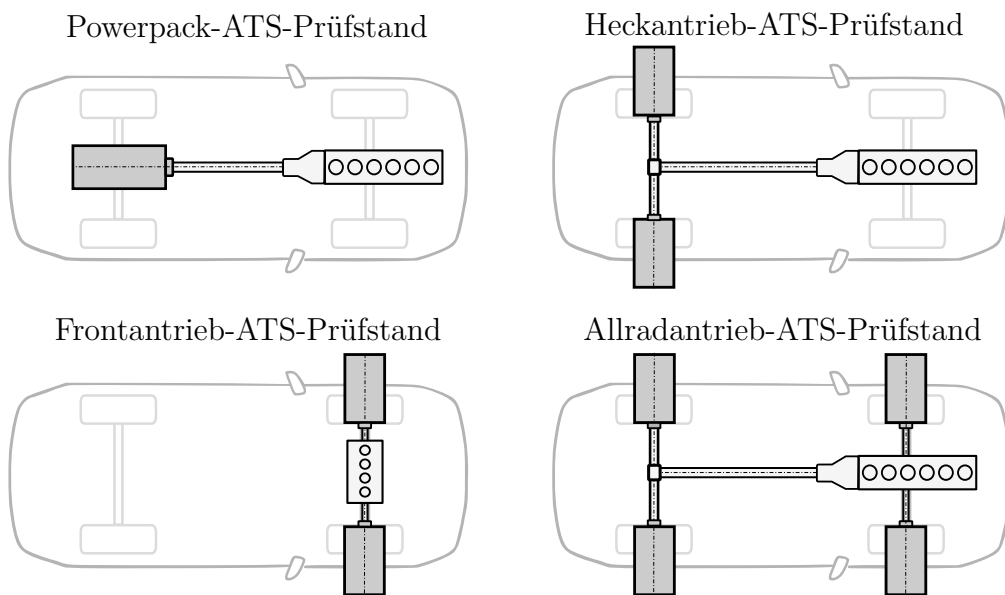 Powerpack-ATS-Prüfstand
Heckantrieb-ATS-Prüfstand
Frontantrieb-ATS-Prüfstand
Allradantrieb-ATS-Prüfstand